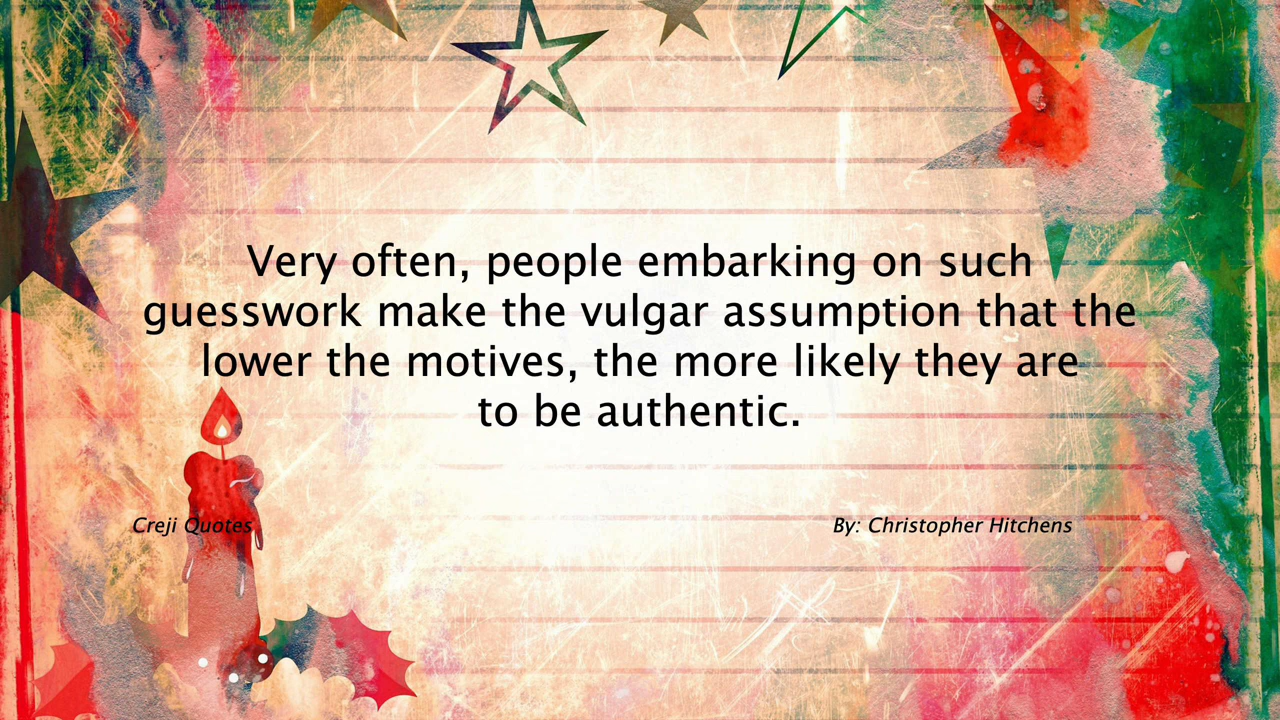 Very often, people embarking on such
guesswork make the vulgar assumption that the
lower the motives, the more likely they are
to be authentic.
Creji Quotes
By: Christopher Hitchens